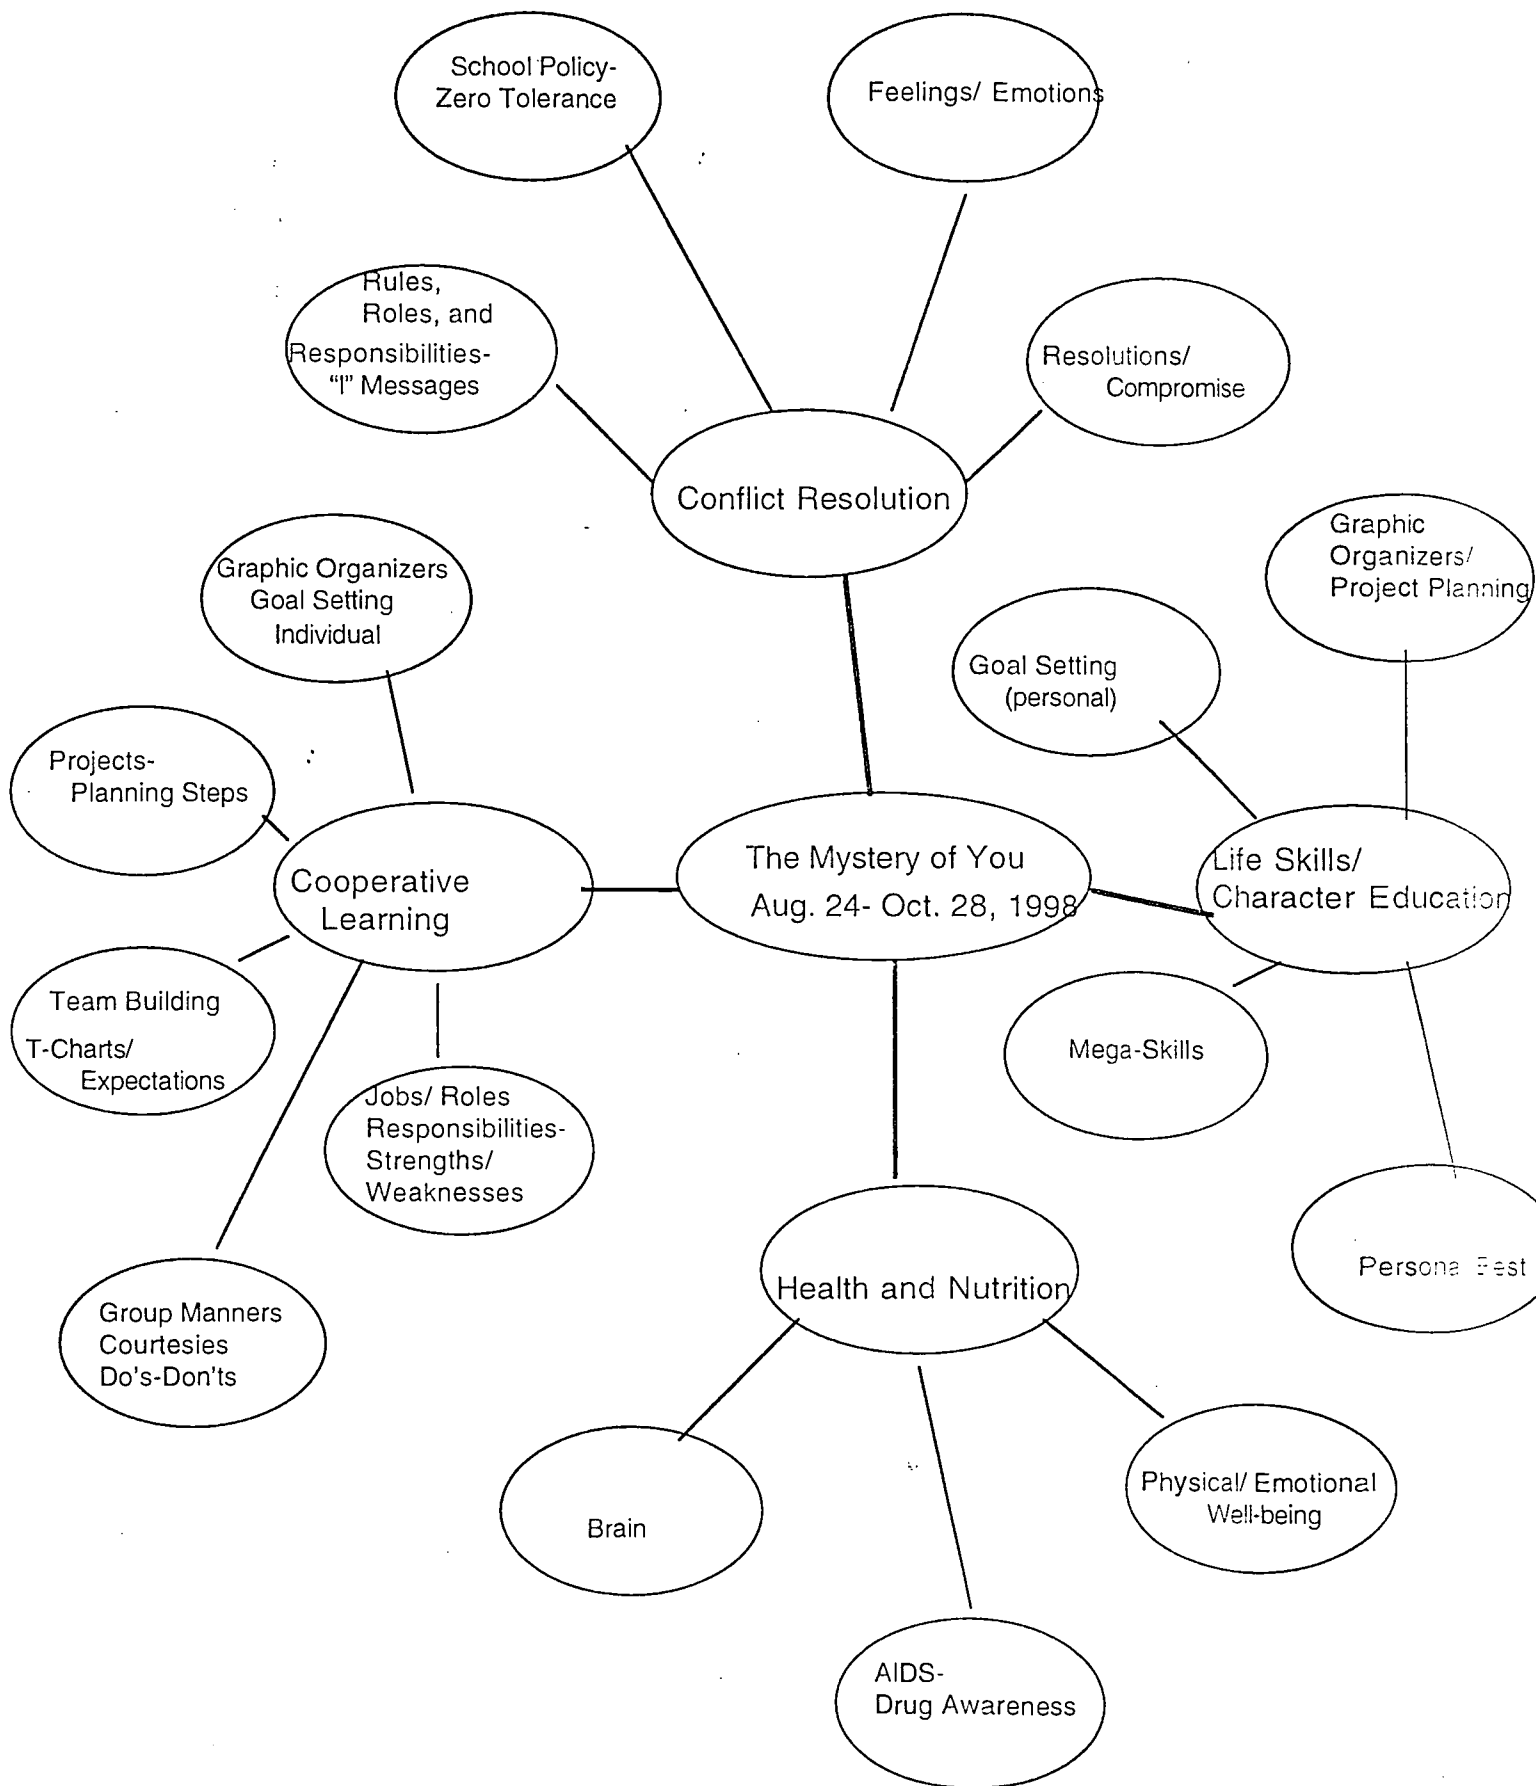 School Policy-
Zero Tolerance
Feelings/ Emotions
Rules,
Roles, and
Responsibilities-
"I" Messages
Resolutions/
Compromise
Conflict Resolution
Graphic Organizers
Goal Setting
Individual
Graphic
Organizers/
Project Planning
Goal Setting
(personal)
Projects-
Planning Steps
Cooperative
Learning
The Mystery of You
Aug. 24- Oct. 28, 1998
Life Skills/
Character Education
Team Building
T-Charts/
Expectations
Jobs/ Roles
Responsibilities-
Strengths/
Weaknesses
Mega-Skills
Group Manners
Courtesies
Do's-Don'ts
Health and Nutrition
Personal Best
Brain
Physical/ Emotional
Well-being
AIDS-
Drug Awareness